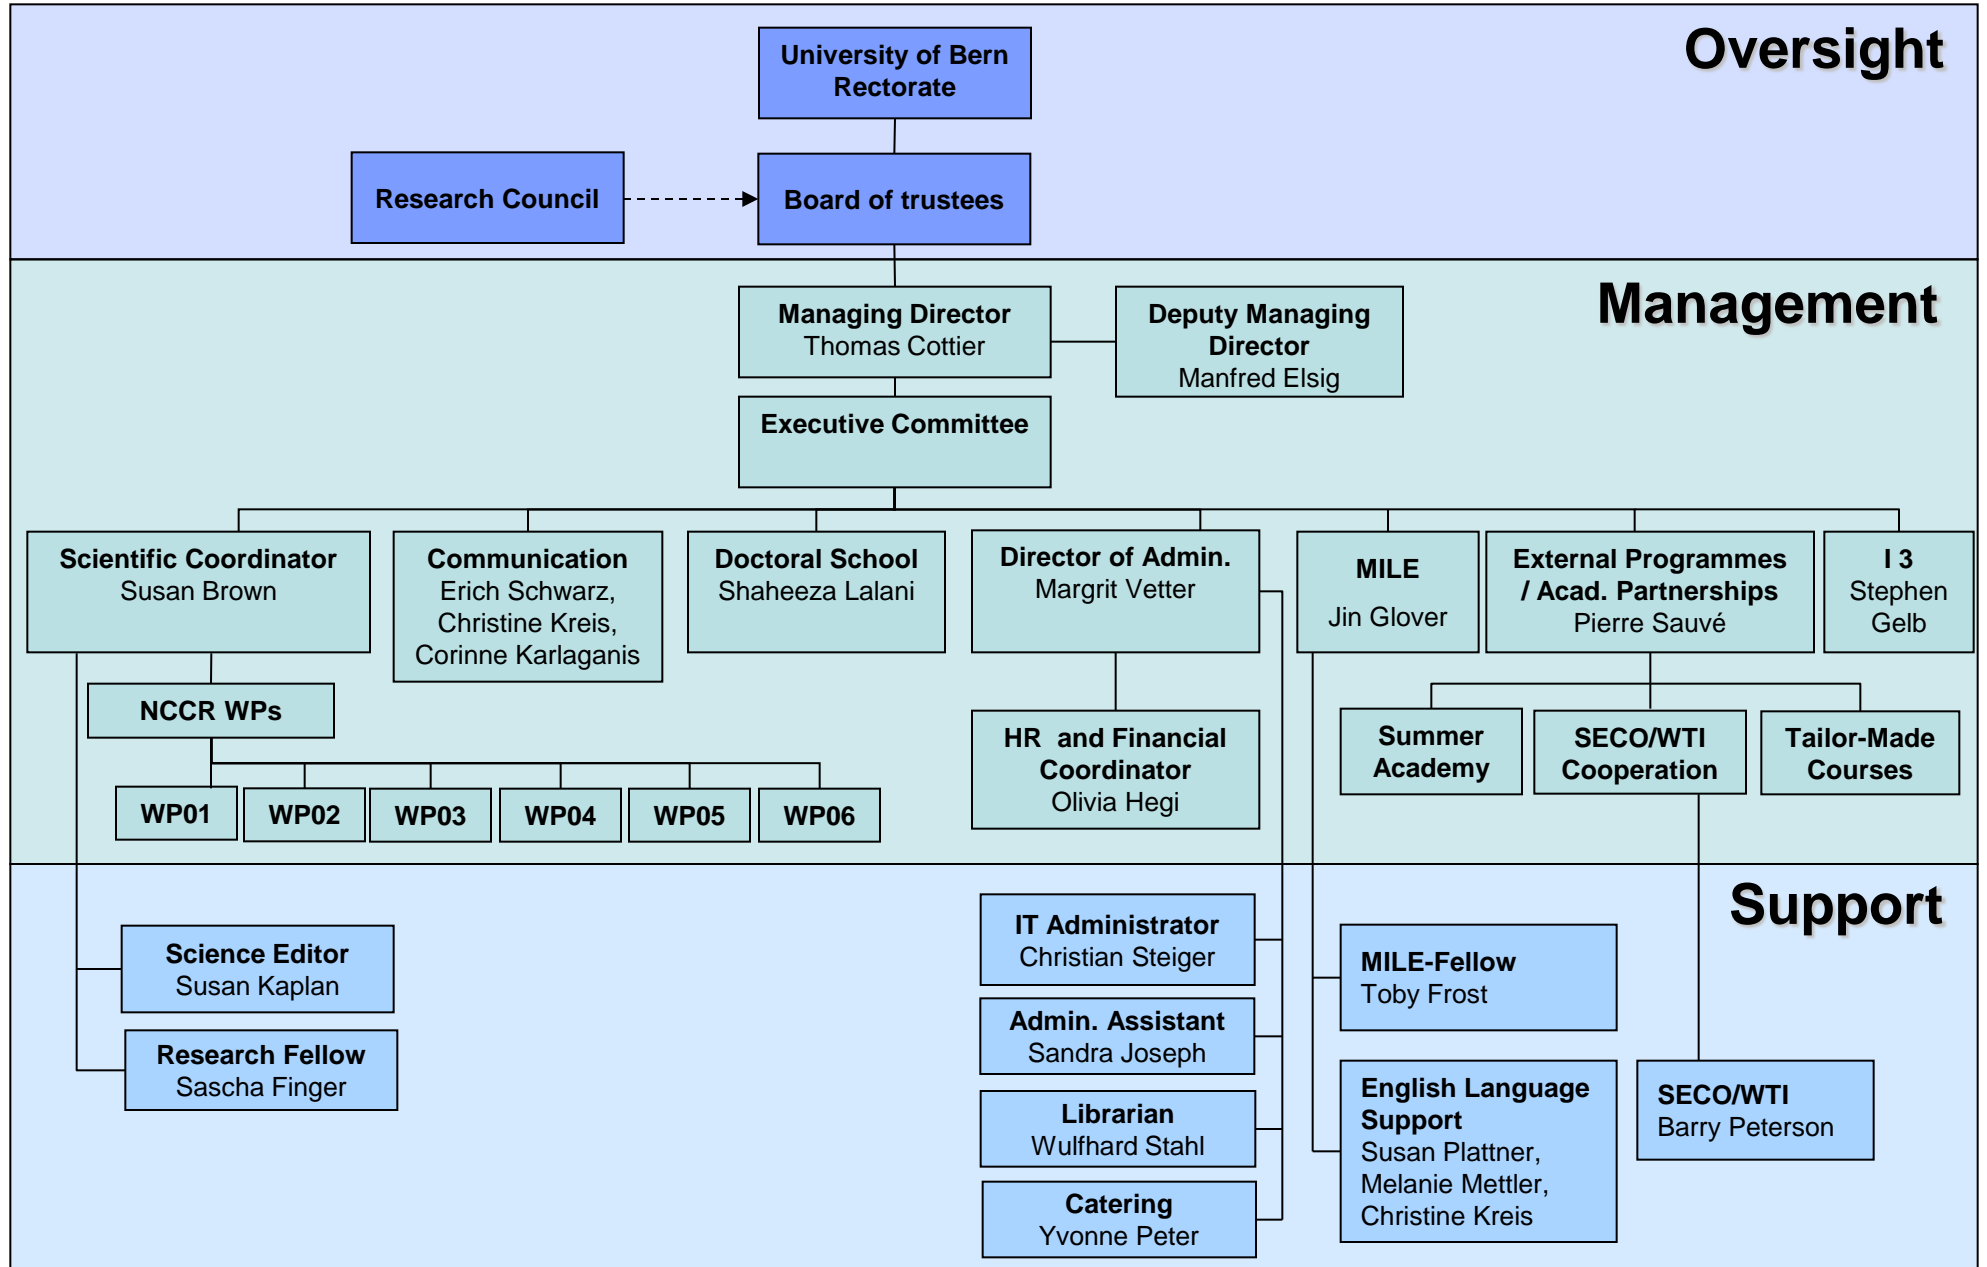 Oversight
University of Bern
Rectorate
Research Council
Board of trustees
Management
Managing Director
Thomas Cottier
Deputy Managing
Director
Manfred Elsig
Executive Committee
Scientific Coordinator
Susan Brown
Communication
Erich Schwarz,
Christine Kreis,
Corinne Karlaganis
Doctoral School
Shaheeza Lalani
Director of Admin.
Margrit Vetter
MILE
Jin Glover
External Programmes
/ Acad. Partnerships
Pierre Sauvé
I 3
Stephen
Gelb
NCCR WPs
HR  and Financial
Coordinator
Olivia Hegi
Summer
Academy
SECO/WTI
Cooperation
Tailor-Made
Courses
WP01
WP02
WP03
WP04
WP05
WP06
Support
Science Editor
Susan Kaplan
Research Fellow
Sascha Finger
IT Administrator
Christian Steiger
Admin. Assistant
Sandra Joseph
Librarian
Wulfhard Stahl
Catering
Yvonne Peter
MILE-Fellow
Toby Frost
English Language
Support
Susan Plattner,
Melanie Mettler,
Christine Kreis
SECO/WTI
Barry Peterson